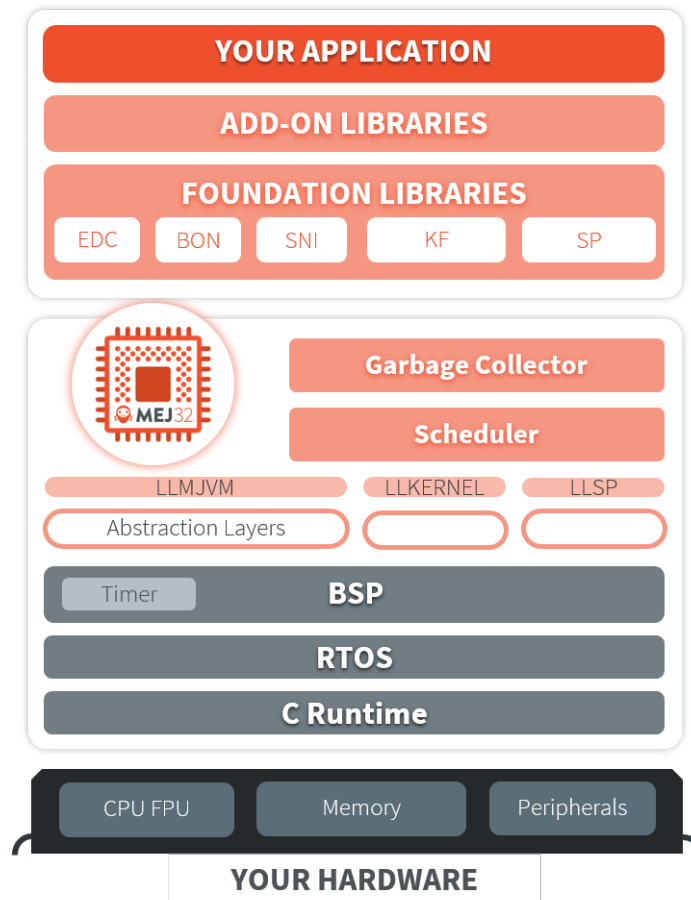 YOUR APPLICATION
ADD-ON LIBRARIES
FOUNDATION LIBRARIES
EDC BON SNI KF SP
MEJ32
Garbage Collector
Scheduler
LLMJVM LLKERNEL LLSP
Abstraction Layers
Timer BSP
RTOS
C Runtime
CPU FPU Memory Peripherals
YOUR HARDWARE